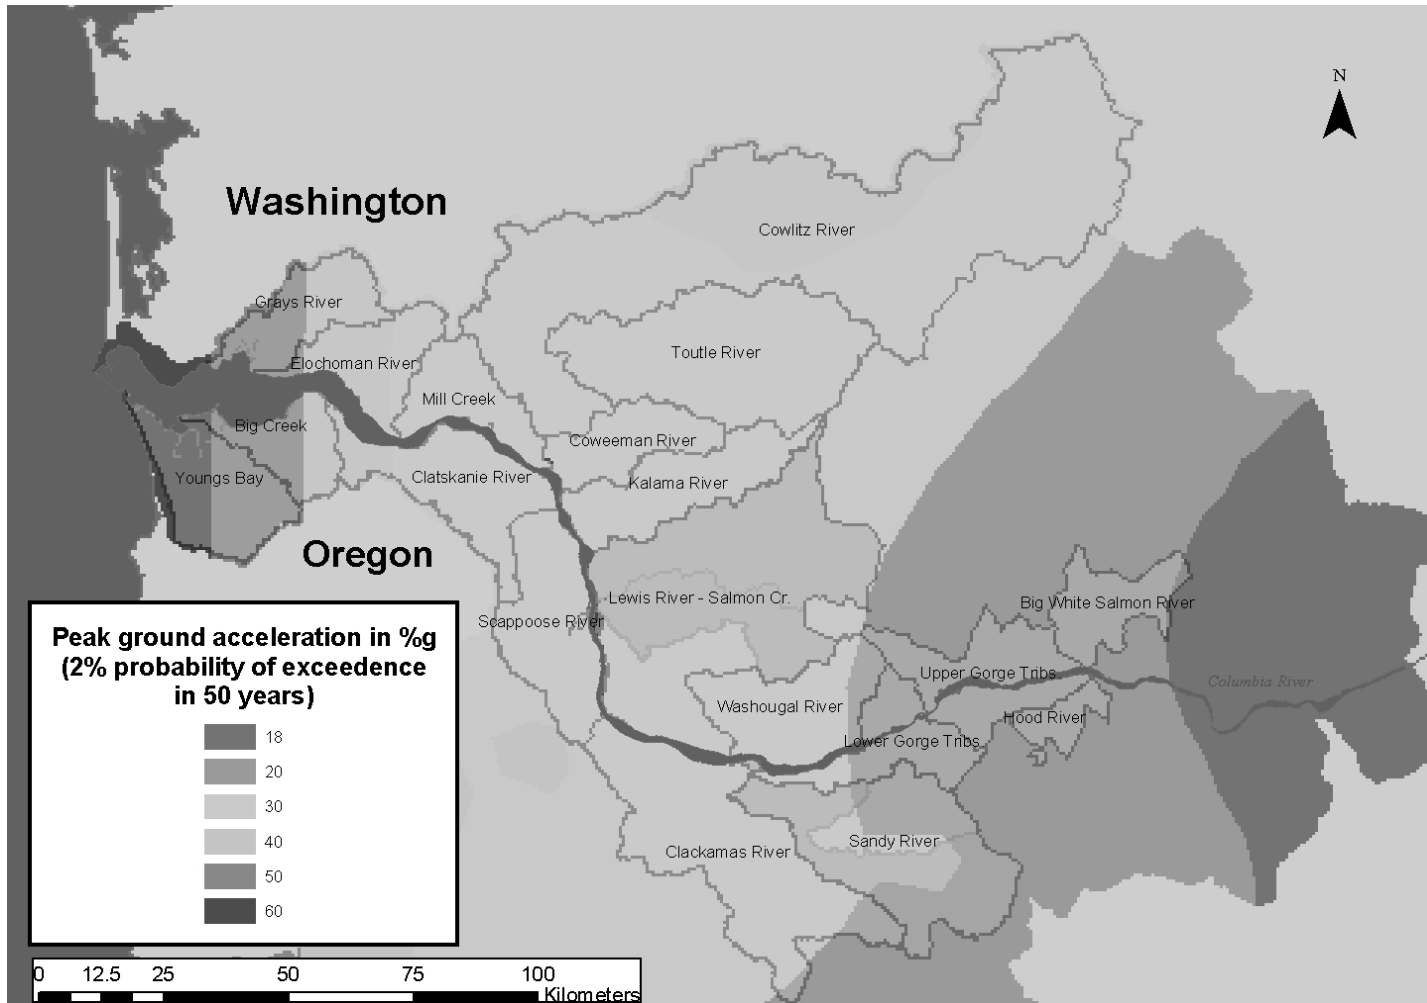 N
Washington
Cowlitz River
Grays River
Toutle River
Elochoman River
Mill Creek
Big Creek
Coweeman River
Youngs Bay
Clatskanie River
Kalama River
Oregon
Lewis River - Salmon Cr.
Big White Salmon River
Scappoose River
Upper Gorge Tribs.
Columbia River
Washougal River
Hood River
Lower Gorge Tribs.
Sandy River
Clackamas River
Peak ground acceleration in %g
(2% probability of exceedence
in 50 years)
18
20
30
40
50
60
0 12.5 25 50 75 100
Kilometers